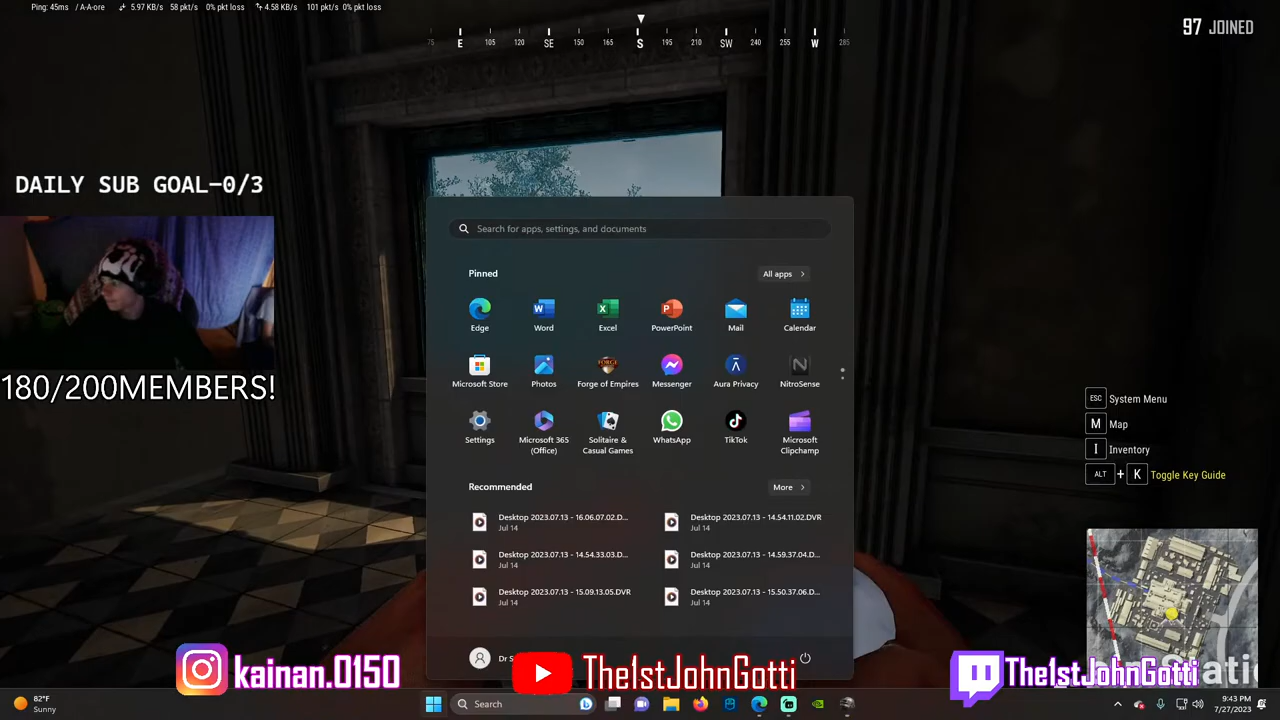 Ping: 45ms / A-A-ore 5.97 KB/s 58 pkt/s 0% pkt loss 4.58 KB/s 101 pkt/s 0% pkt loss
97 JOINED
75 E 105 120 SE 150 165 S 195 210 SW 240 255 W 285
DAILY SUB GOAL-0/3
180/200MEMBERS!
Search for apps, settings, and documents
Pinned
All apps
Edge Word Excel PowerPoint Mail Calendar
Microsoft Store Photos Forge of Empires Messenger Aura Privacy NitroSense
Settings Microsoft 365 (Office) Solitaire & Casual Games WhatsApp TikTok Microsoft Clipchamp
Recommended
More
Desktop 2023.07.13 - 16.06.07.02.D...
Jul 14
Desktop 2023.07.13 - 14.54.11.02.DVR
Jul 14
Desktop 2023.07.13 - 14.54.33.03.D...
Jul 14
Desktop 2023.07.13 - 14.59.37.04.D...
Jul 14
Desktop 2023.07.13 - 15.09.13.05.DVR
Jul 14
Desktop 2023.07.13 - 15.50.37.06.D...
Jul 14
ESC System Menu
M Map
I Inventory
ALT + K Toggle Key Guide
Dr
kainan.0150
The1stJohnGotti
The1stJohnGotti
82°F
Sunny
Search
9:43 PM
7/27/2023